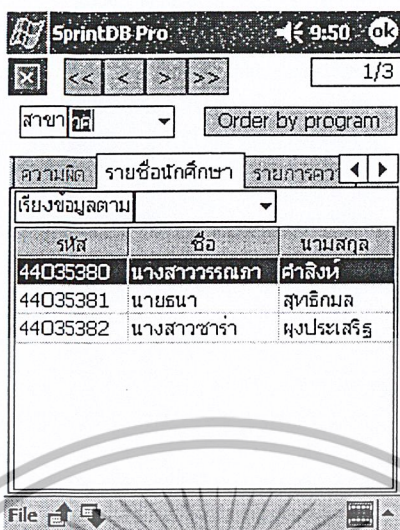 SprintDB Pro 9:50 ok
<< < > >> 1/3
สาขา Order by program
ความผิด รายชื่อนักศึกษา รายการควา
เรียงข้อมูลตาม
รหัส ชื่อ นามสกุล
44035380 นางสาววรรณภา คำสิงห์
44035381 นายธนา สุทธิกมล
44035382 นางสาวซาร่า ผุงประเสริฐ
File